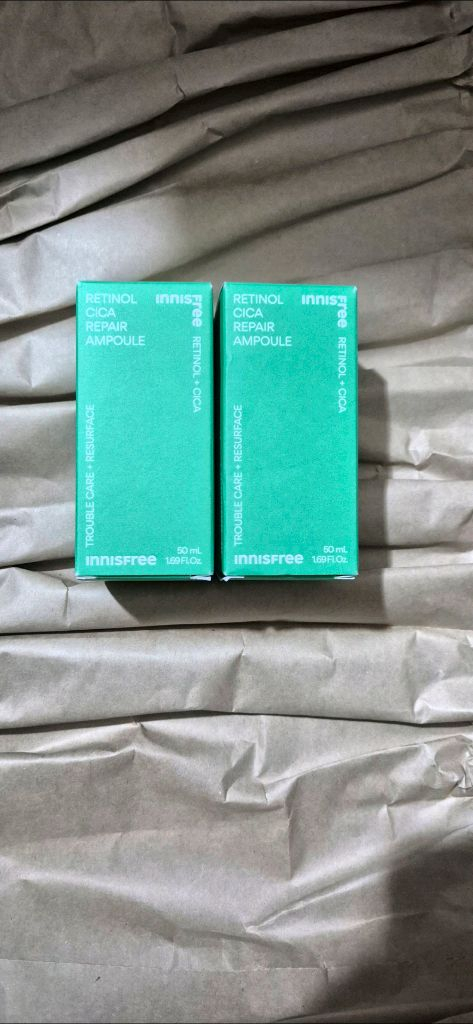 RETINOL
CICA
REPAIR
AMPOULE
INNISFree
RETINOL + CICA
TROUBLE CARE + RESURFACE
INNISFree
50 mL
1.69 Fl.Oz.
RETINOL
CICA
REPAIR
AMPOULE
INNISFree
RETINOL + CICA
TROUBLE CARE + RESURFACE
INNISFree
50 mL
1.69 Fl.Oz.